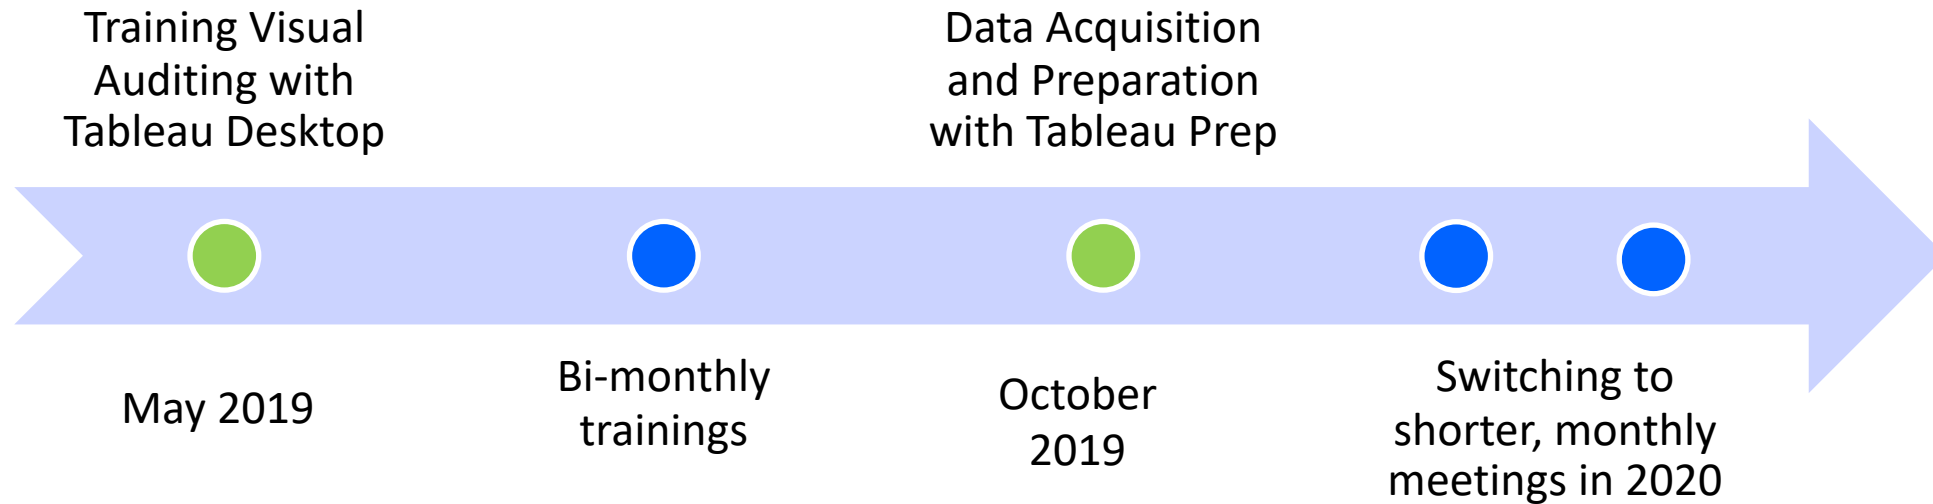 Training Visual
Auditing with
Tableau Desktop
Data Acquisition
and Preparation
with Tableau Prep
May 2019
Bi-monthly
trainings
October
2019
Switching to
shorter, monthly
meetings in 2020